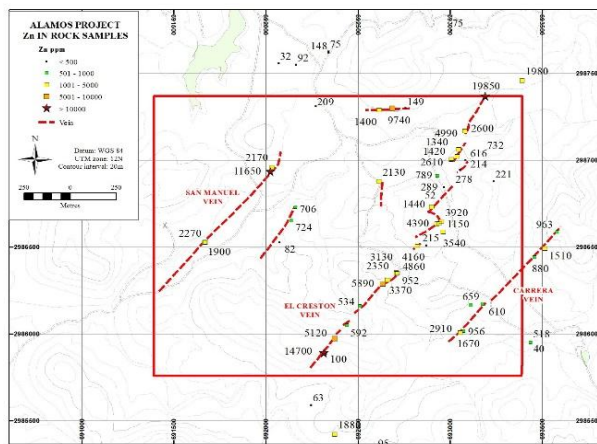 ALAMOS PROJECT
Zn IN ROCK SAMPLES
Zn ppm
< 500
501 - 1000
1001 - 5000
5001 - 10000
> 10000
Vein
N
Datum: WGS 84
UTM zone: 12N
Contour interval: 20m
250 0 250
Metres
75
148 75
32 92
1980
19850
209
149
1400 9740
4990 2600
1340
1420 616 732
2610 214
2170
11650
2130
789
289 278 221
52
SAN MANUEL
VEIN
706
724
1440
3920
4390 1150
963
2270
1900
82
215 3540
1510
3130 4160
2350 4860
880
5890 952
3370
CARRERA
VEIN
EL CRESTON
VEIN
534
659
610
5120 592
2910 956
1670
518
40
14700 100
63
1880
95